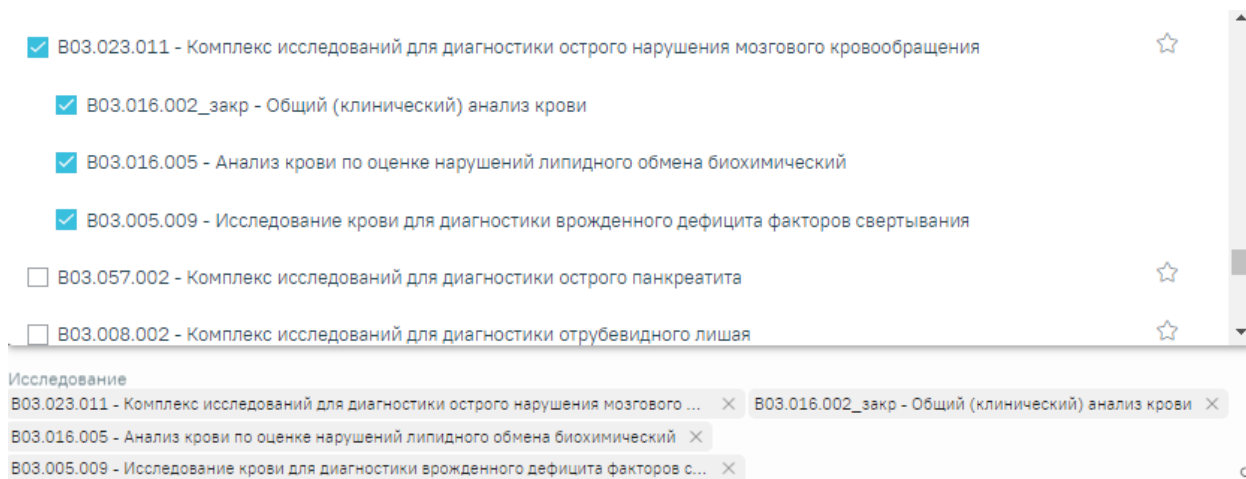 B03.023.011 - Комплекс исследований для диагностики острого нарушения мозгового кровообращения
B03.016.002_закр - Общий (клинический) анализ крови
B03.016.005 - Анализ крови по оценке нарушений липидного обмена биохимический
B03.005.009 - Исследование крови для диагностики врожденного дефицита факторов свертывания
B03.057.002 - Комплекс исследований для диагностики острого панкреатита
B03.008.002 - Комплекс исследований для диагностики отрубевидного лишая
Исследование
B03.023.011 - Комплекс исследований для диагностики острого нарушения мозгового ... B03.016.002_закр - Общий (клинический) анализ крови
B03.016.005 - Анализ крови по оценке нарушений липидного обмена биохимический
B03.005.009 - Исследование крови для диагностики врожденного дефицита факторов с...